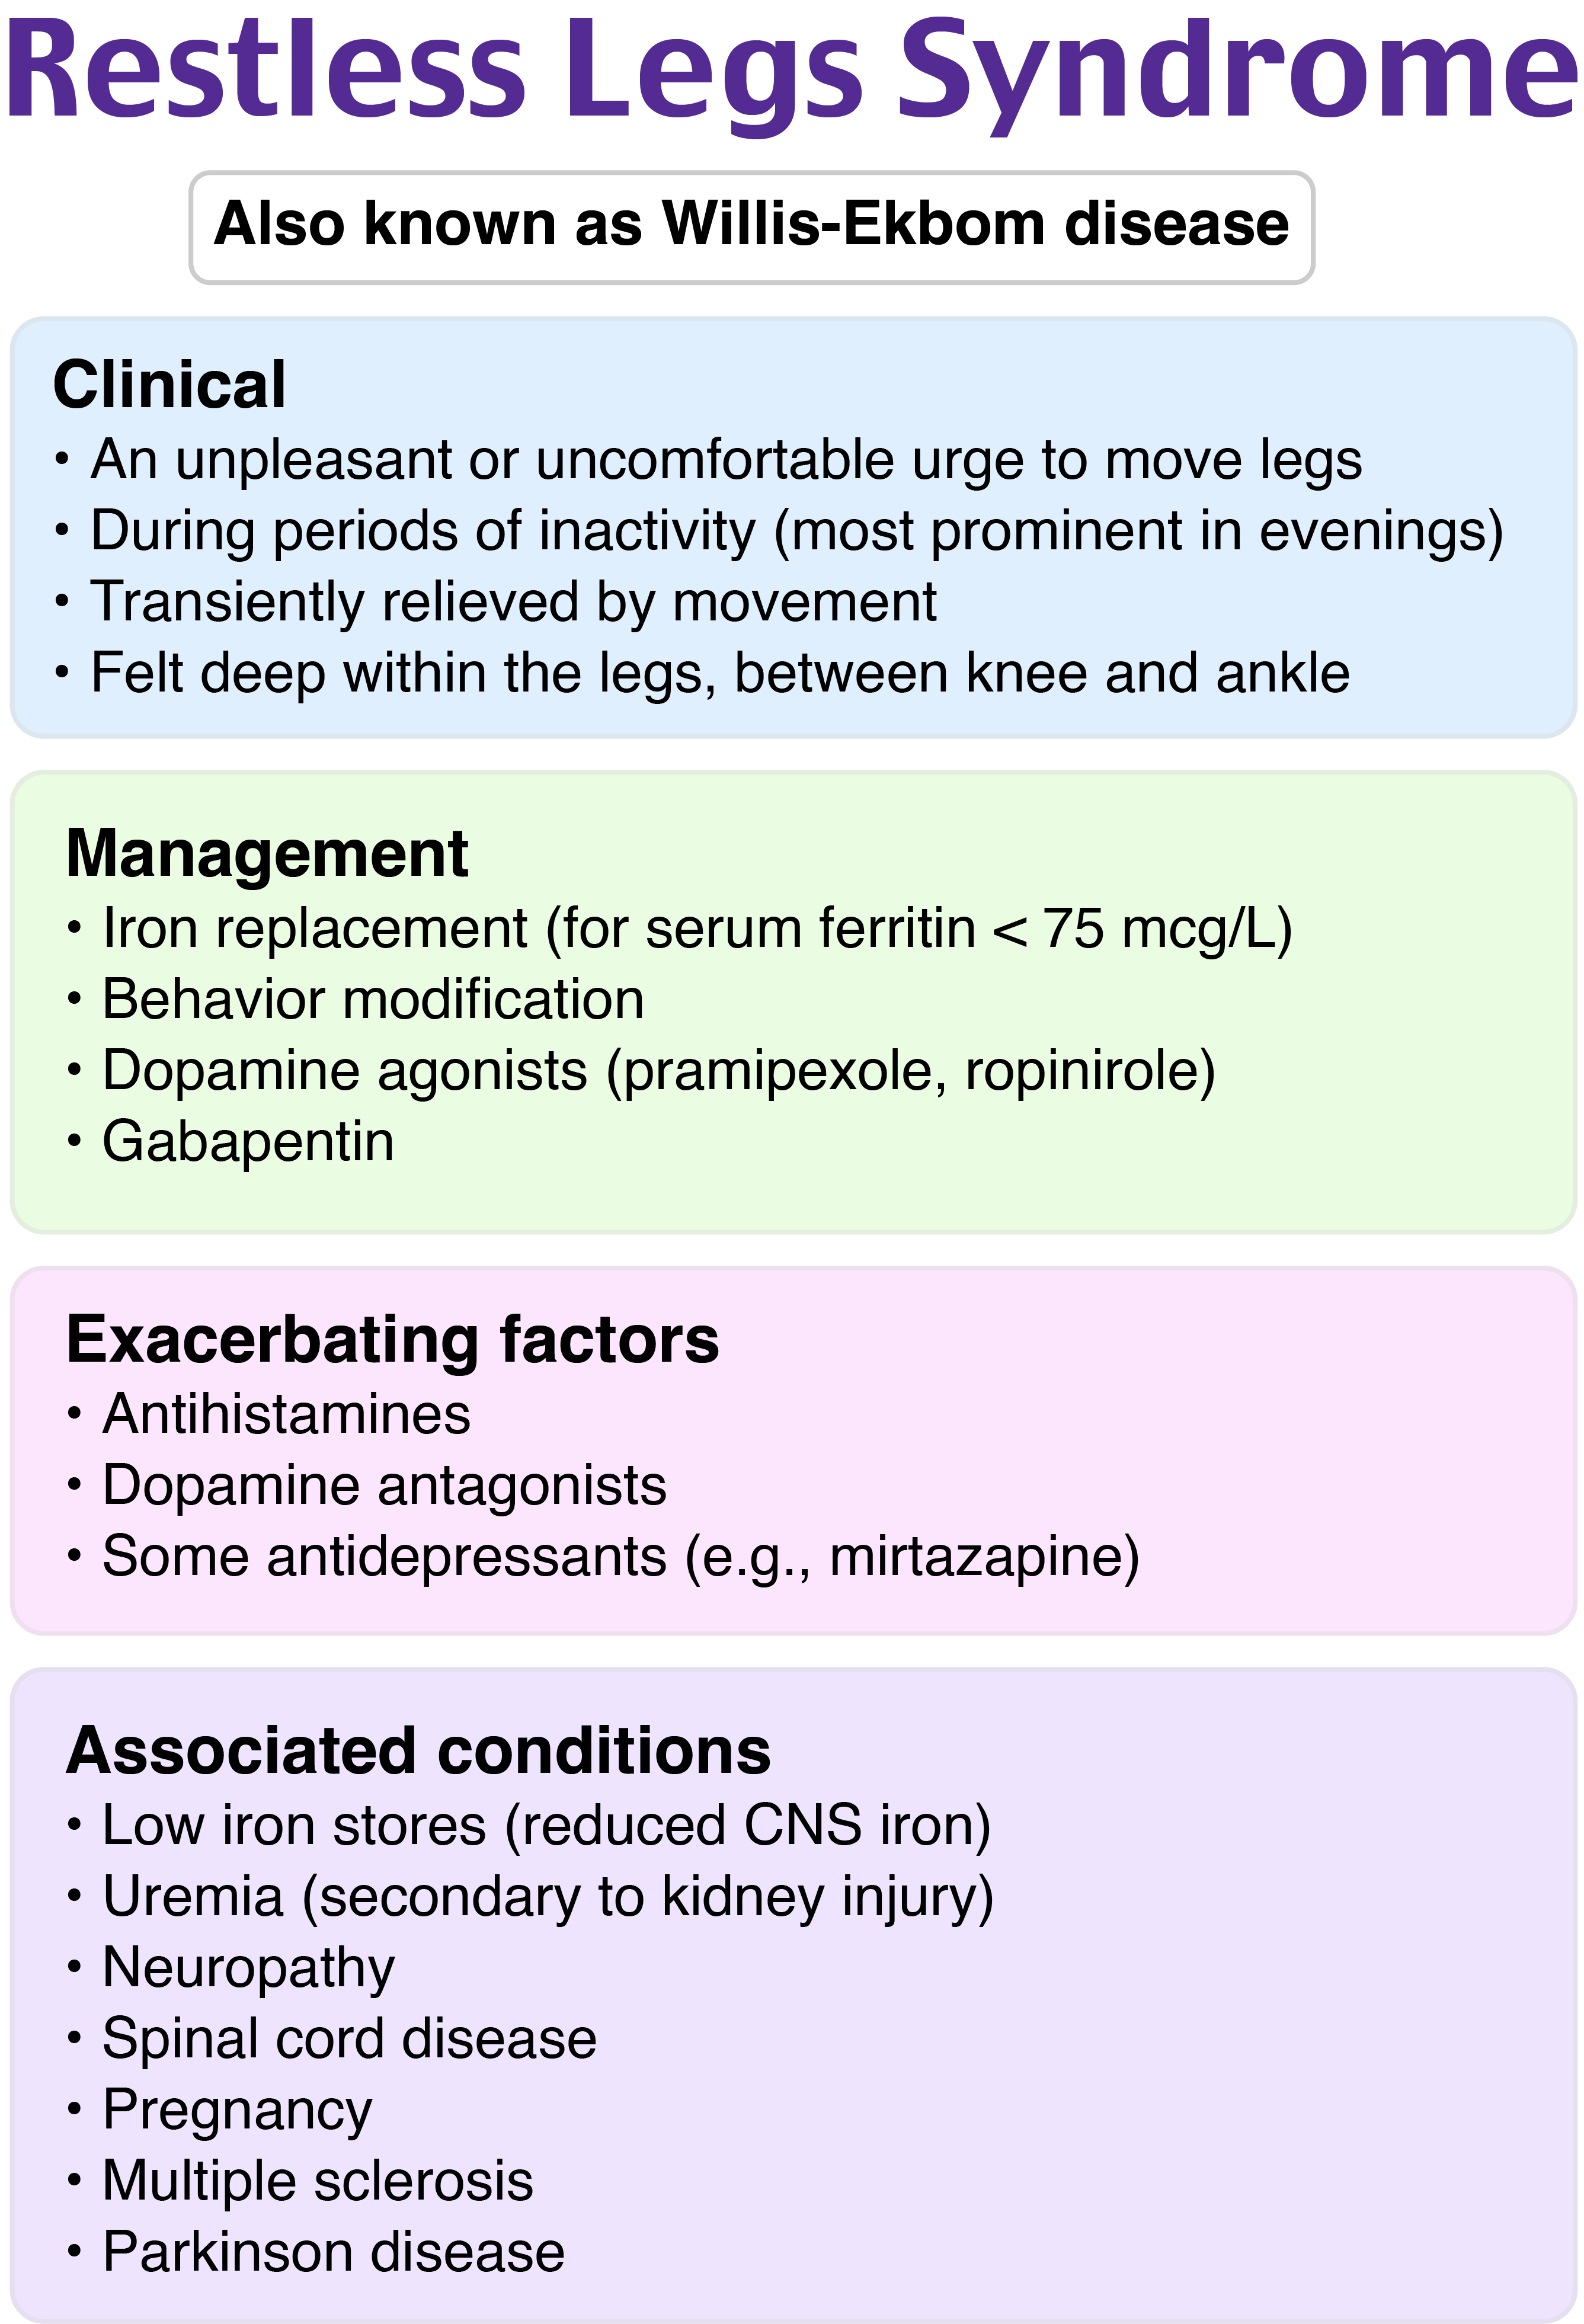 Restless Legs Syndrome
Also known as Willis-Ekbom disease
Clinical
• An unpleasant or uncomfortable urge to move legs
• During periods of inactivity (most prominent in evenings)
• Transiently relieved by movement
• Felt deep within the legs, between knee and ankle
Management
• Iron replacement (for serum ferritin < 75 mcg/L)
• Behavior modification
• Dopamine agonists (pramipexole, ropinirole)
• Gabapentin
Exacerbating factors
• Antihistamines
• Dopamine antagonists
• Some antidepressants (e.g., mirtazapine)
Associated conditions
• Low iron stores (reduced CNS iron)
• Uremia (secondary to kidney injury)
• Neuropathy
• Spinal cord disease
• Pregnancy
• Multiple sclerosis
• Parkinson disease